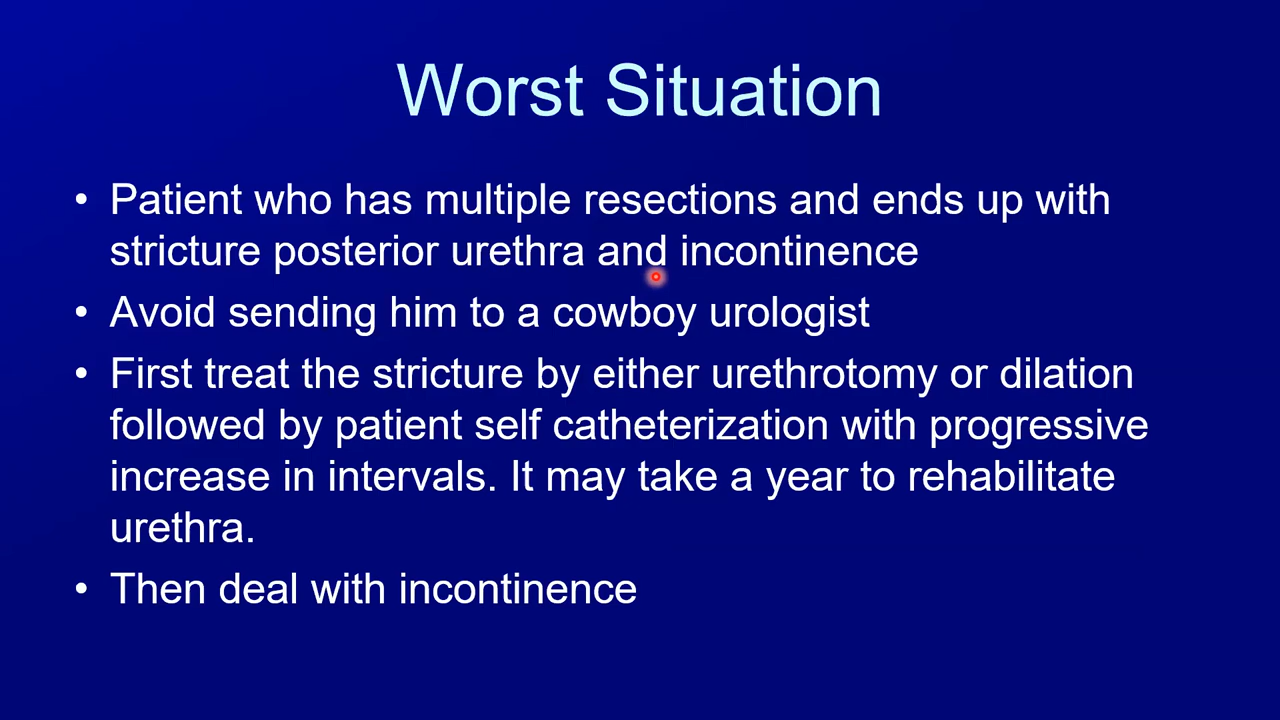 Worst Situation
• Patient who has multiple resections and ends up with
stricture posterior urethra and incontinence
• Avoid sending him to a cowboy urologist
• First treat the stricture by either urethrotomy or dilation
followed by patient self catheterization with progressive
increase in intervals. It may take a year to rehabilitate
urethra.
• Then deal with incontinence